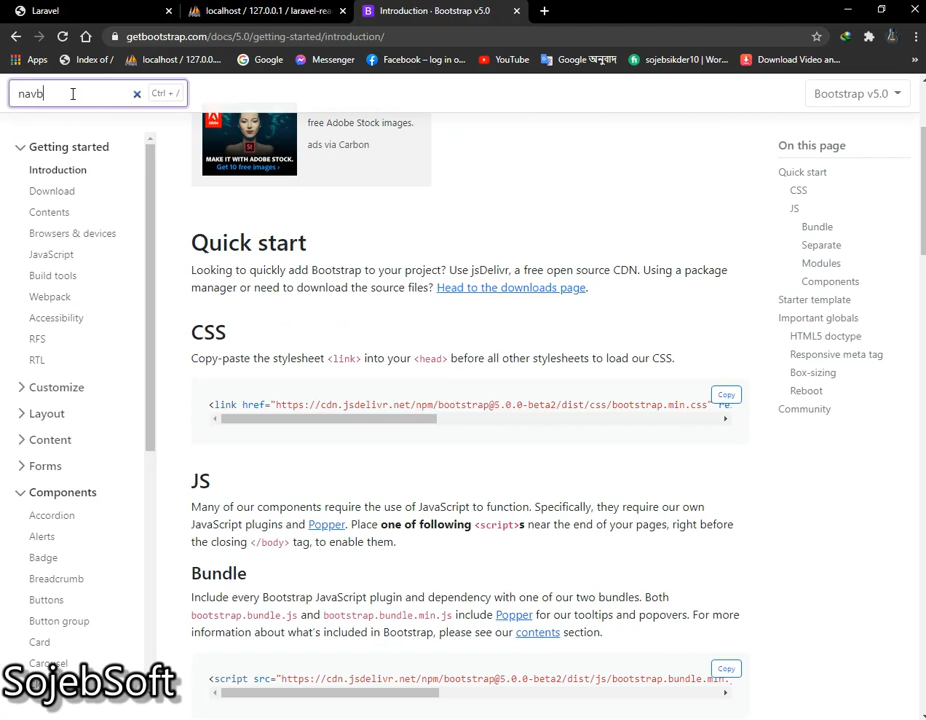 Laravel
localhost / 127.0.0.1 / laravel-rea
Introduction · Bootstrap v5.0
getbootstrap.com/docs/5.0/getting-started/introduction/
Apps
Index of /
localhost / 127.0.0....
Google
Messenger
Facebook – log in o...
YouTube
Google অনুবাদ
sojebsikder10 | Wor...
Download Video an...
navb
Ctrl + /
Bootstrap v5.0
Getting started
Introduction
Download
Contents
Browsers & devices
JavaScript
Build tools
Webpack
Accessibility
RFS
RTL
Customize
Layout
Content
Forms
Components
Accordion
Alerts
Badge
Breadcrumb
Buttons
Button group
Card
Carousel
MAKE IT WITH ADOBE STOCK.
Get 10 free images ›
free Adobe Stock images.
ads via Carbon
Quick start
Looking to quickly add Bootstrap to your project? Use jsDelivr, a free open source CDN. Using a package
manager or need to download the source files? Head to the downloads page.
CSS
Copy-paste the stylesheet <link> into your <head> before all other stylesheets to load our CSS.
Copy
<link href="https://cdn.jsdelivr.net/npm/bootstrap@5.0.0-beta2/dist/css/bootstrap.min.css" re
JS
Many of our components require the use of JavaScript to function. Specifically, they require our own
JavaScript plugins and Popper. Place one of following <script>s near the end of your pages, right before
the closing </body> tag, to enable them.
Bundle
Include every Bootstrap JavaScript plugin and dependency with one of our two bundles. Both
bootstrap.bundle.js and bootstrap.bundle.min.js include Popper for our tooltips and popovers. For more
information about what's included in Bootstrap, please see our contents section.
Copy
<script src="https://cdn.jsdelivr.net/npm/bootstrap@5.0.0-beta2/dist/js/bootstrap.bundle.min.
On this page
Quick start
CSS
JS
Bundle
Separate
Modules
Components
Starter template
Important globals
HTML5 doctype
Responsive meta tag
Box-sizing
Reboot
Community
SojebSoft